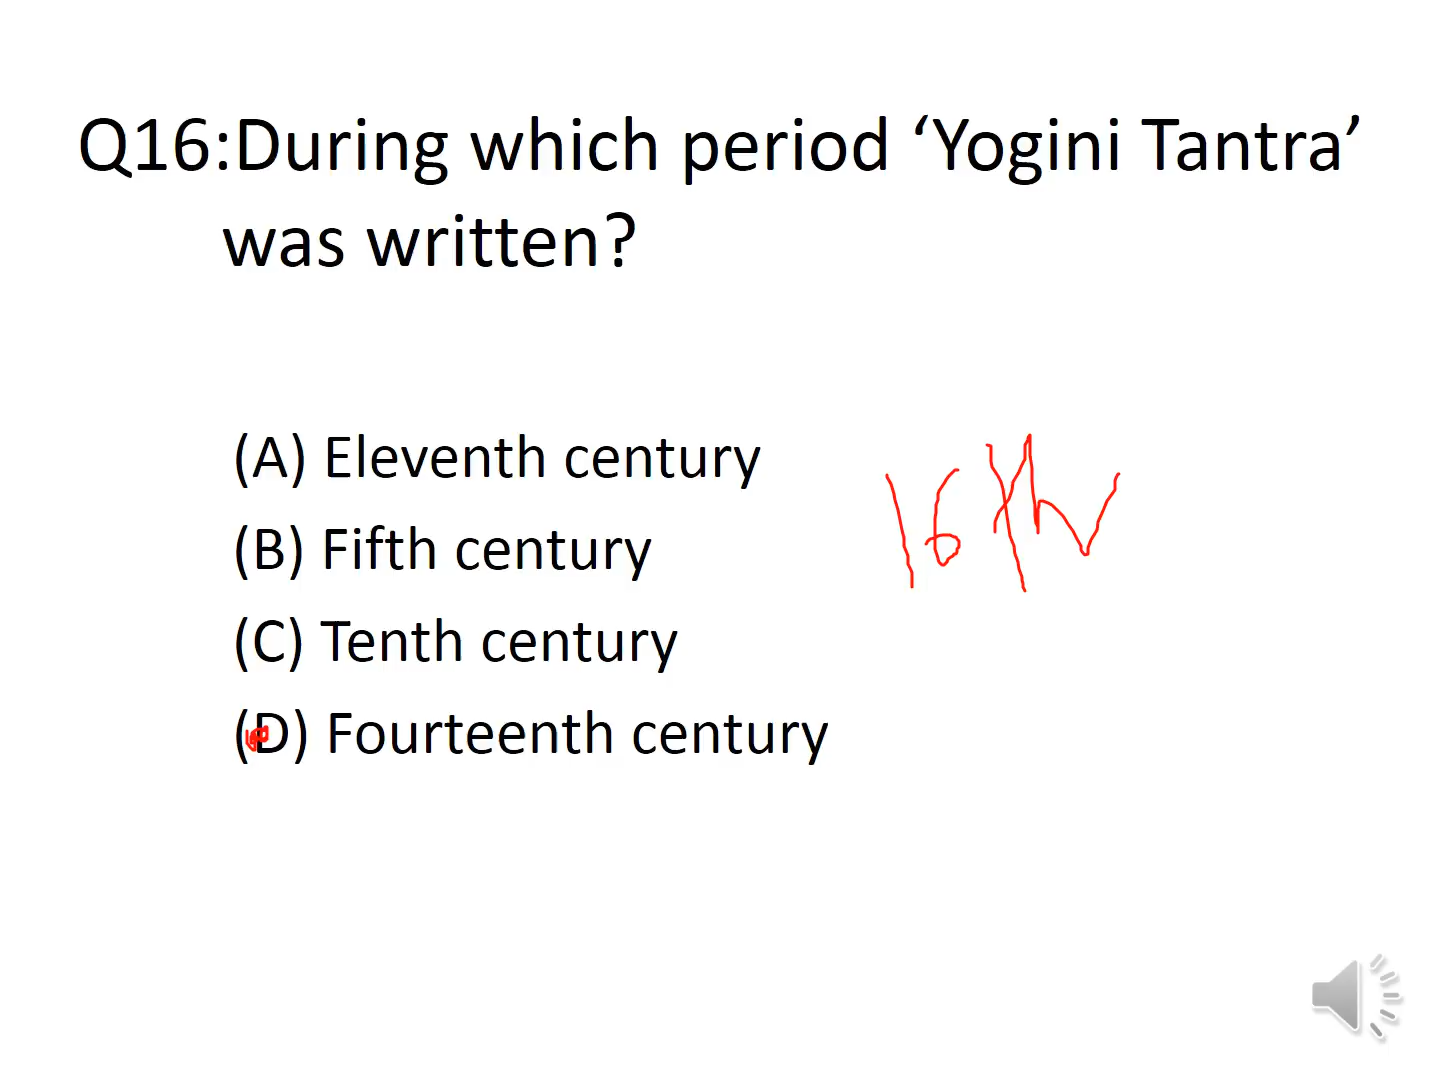 Q16:During which period ‘Yogini Tantra’
was written?
(A) Eleventh century
16th
(B) Fifth century
(C) Tenth century
(D) Fourteenth century